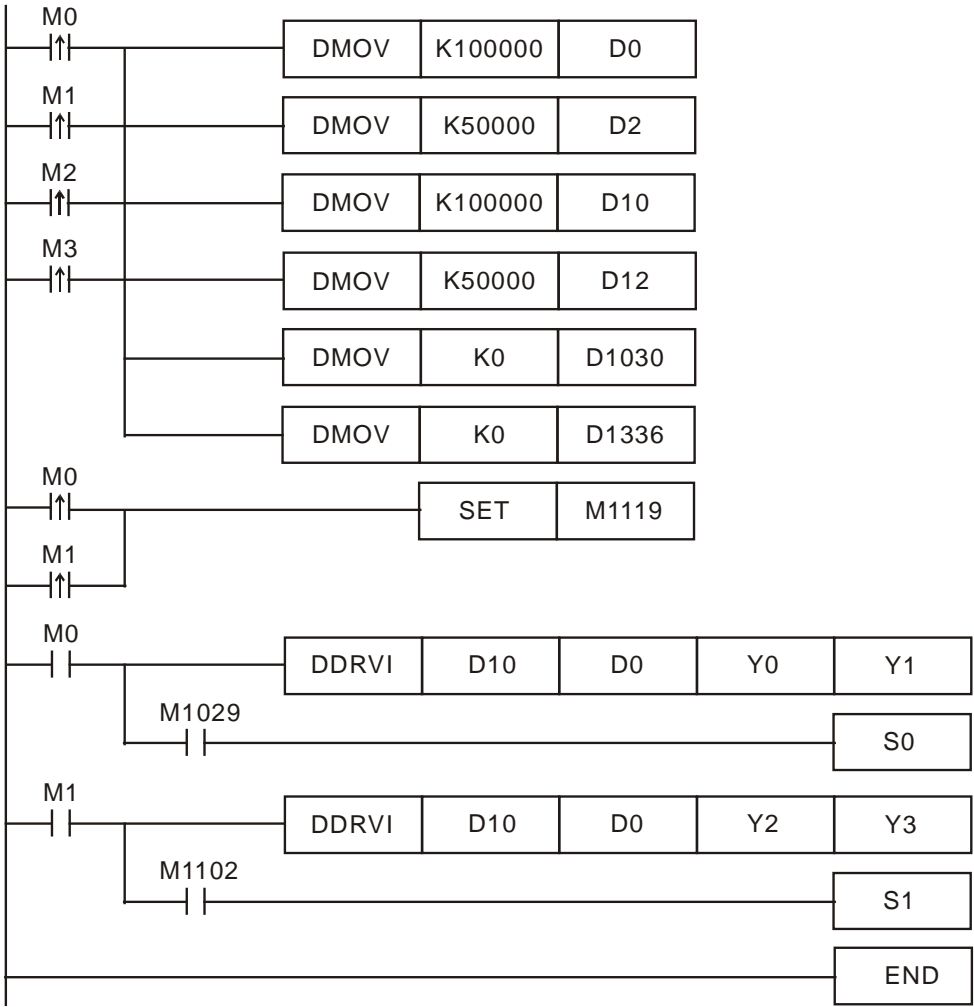 M0
DMOV K100000 D0
M1
DMOV K50000 D2
M2
DMOV K100000 D10
M3
DMOV K50000 D12
DMOV K0 D1030
DMOV K0 D1336
M0
SET M1119
M1
M0
DDRVI D10 D0 Y0 Y1
M1029
S0
M1
DDRVI D10 D0 Y2 Y3
M1102
S1
END